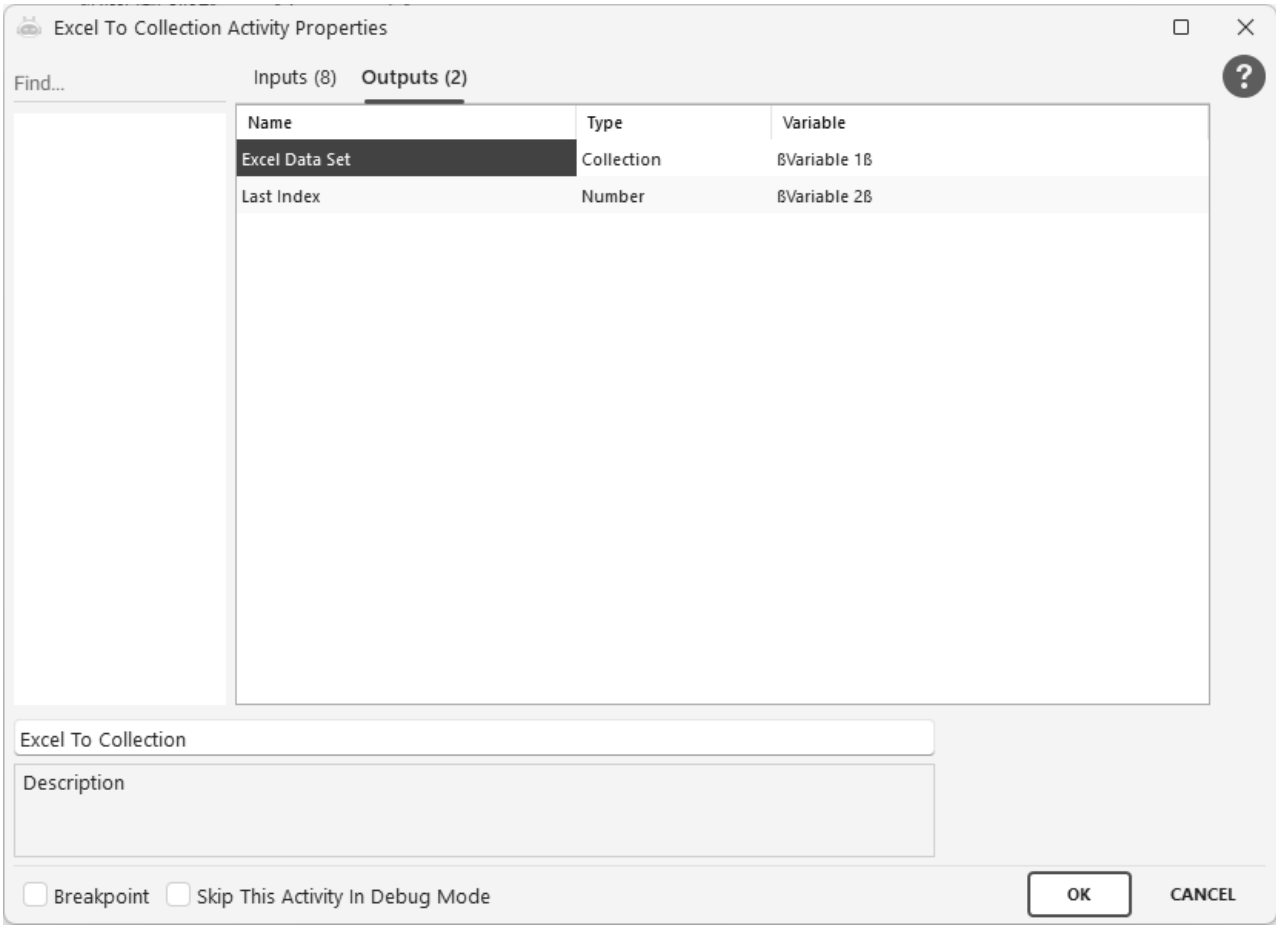 Excel To Collection Activity Properties
Find...
Inputs (8) Outputs (2)
?
Name Type Variable
Excel Data Set Collection ßVariable 1ß
Last Index Number ßVariable 2ß
Excel To Collection
Description
Breakpoint Skip This Activity In Debug Mode OK CANCEL